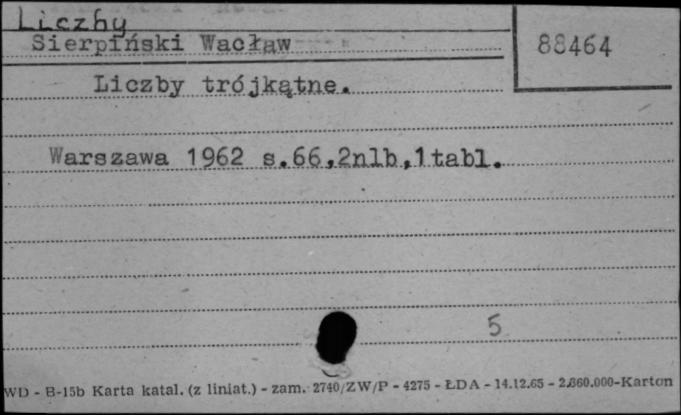 Liczby
Sierpiński Wacław
88464
Liczby trójkątne.
Warszawa 1962 s.66,2nlb,1tabl.
5
WD - B-15b Karta katal. (z liniat.) - zam. 2740/ZW/P - 4275 - ŁDA - 14.12.65 - 2.860.000-Karton